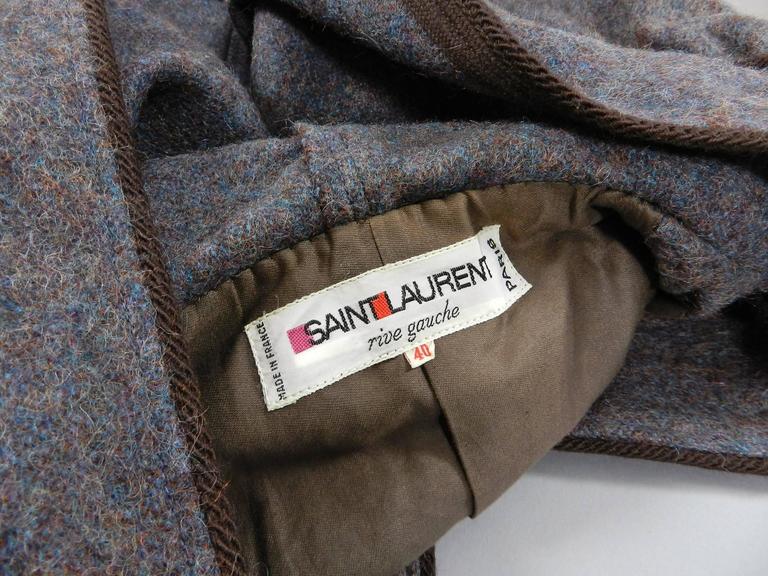 MADE IN FRANCE
SAINT LAURENT
rive gauche
PARIS
40